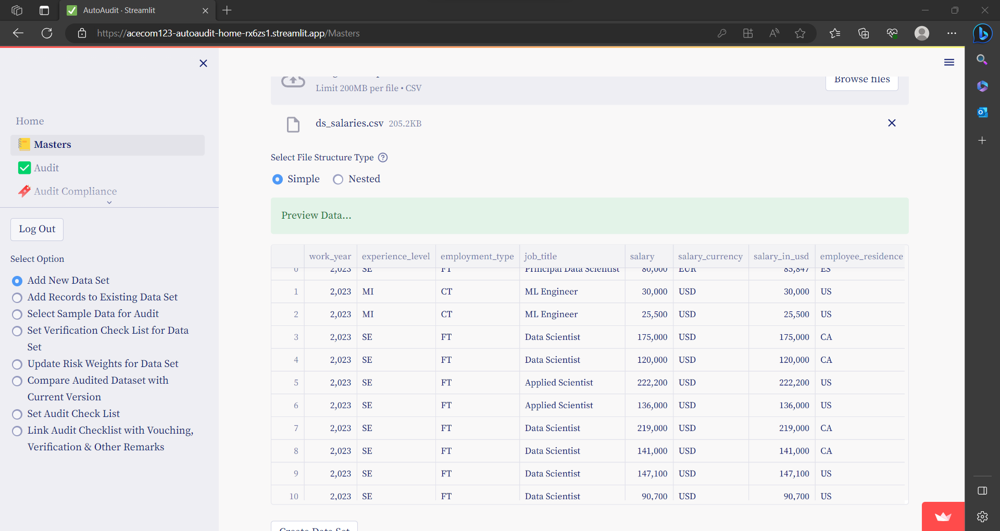 AutoAudit · Streamlit
https://acecom123-autoaudit-home-rx6zs1.streamlit.app/Masters
Home
Masters
Audit
Audit Compliance
Log Out
Select Option
Add New Data Set
Add Records to Existing Data Set
Select Sample Data for Audit
Set Verification Check List for Data
Set
Update Risk Weights for Data Set
Compare Audited Dataset with
Current Version
Set Audit Check List
Link Audit Checklist with Vouching,
Verification & Other Remarks
Limit 200MB per file • CSV
Browse files
ds_salaries.csv 205.2KB
Select File Structure Type
Simple Nested
Preview Data...
work_year experience_level employment_type job_title salary salary_currency salary_in_usd employee_residence
0 2,023 SE FT Principal Data Scientist 80,000 EUR 85,847 ES
1 2,023 MI CT ML Engineer 30,000 USD 30,000 US
2 2,023 MI CT ML Engineer 25,500 USD 25,500 US
3 2,023 SE FT Data Scientist 175,000 USD 175,000 CA
4 2,023 SE FT Data Scientist 120,000 USD 120,000 CA
5 2,023 SE FT Applied Scientist 222,200 USD 222,200 US
6 2,023 SE FT Applied Scientist 136,000 USD 136,000 US
7 2,023 SE FT Data Scientist 219,000 USD 219,000 CA
8 2,023 SE FT Data Scientist 141,000 USD 141,000 CA
9 2,023 SE FT Data Scientist 147,100 USD 147,100 US
10 2,023 SE FT Data Scientist 90,700 USD 90,700 US
Create Data Set